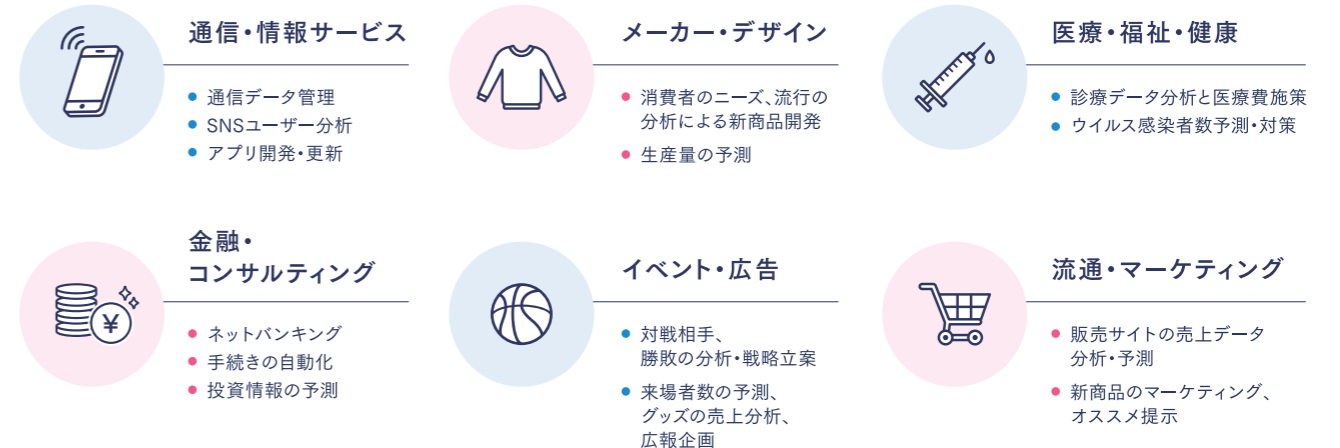 通信・情報サービス
通信データ管理
SNSユーザー分析
アプリ開発・更新
メーカー・デザイン
消費者のニーズ、流行の
分析による新商品開発
生産量の予測
医療・福祉・健康
診療データ分析と医療費施策
ウイルス感染者数予測・対策
金融・
コンサルティング
¥
ネットバンキング
手続きの自動化
投資情報の予測
イベント・広告
対戦相手、
勝敗の分析・戦略立案
来場者数の予測、
グッズの売上分析、
広報企画
流通・マーケティング
販売サイトの売上データ
分析・予測
新商品のマーケティング、
オススメ提示